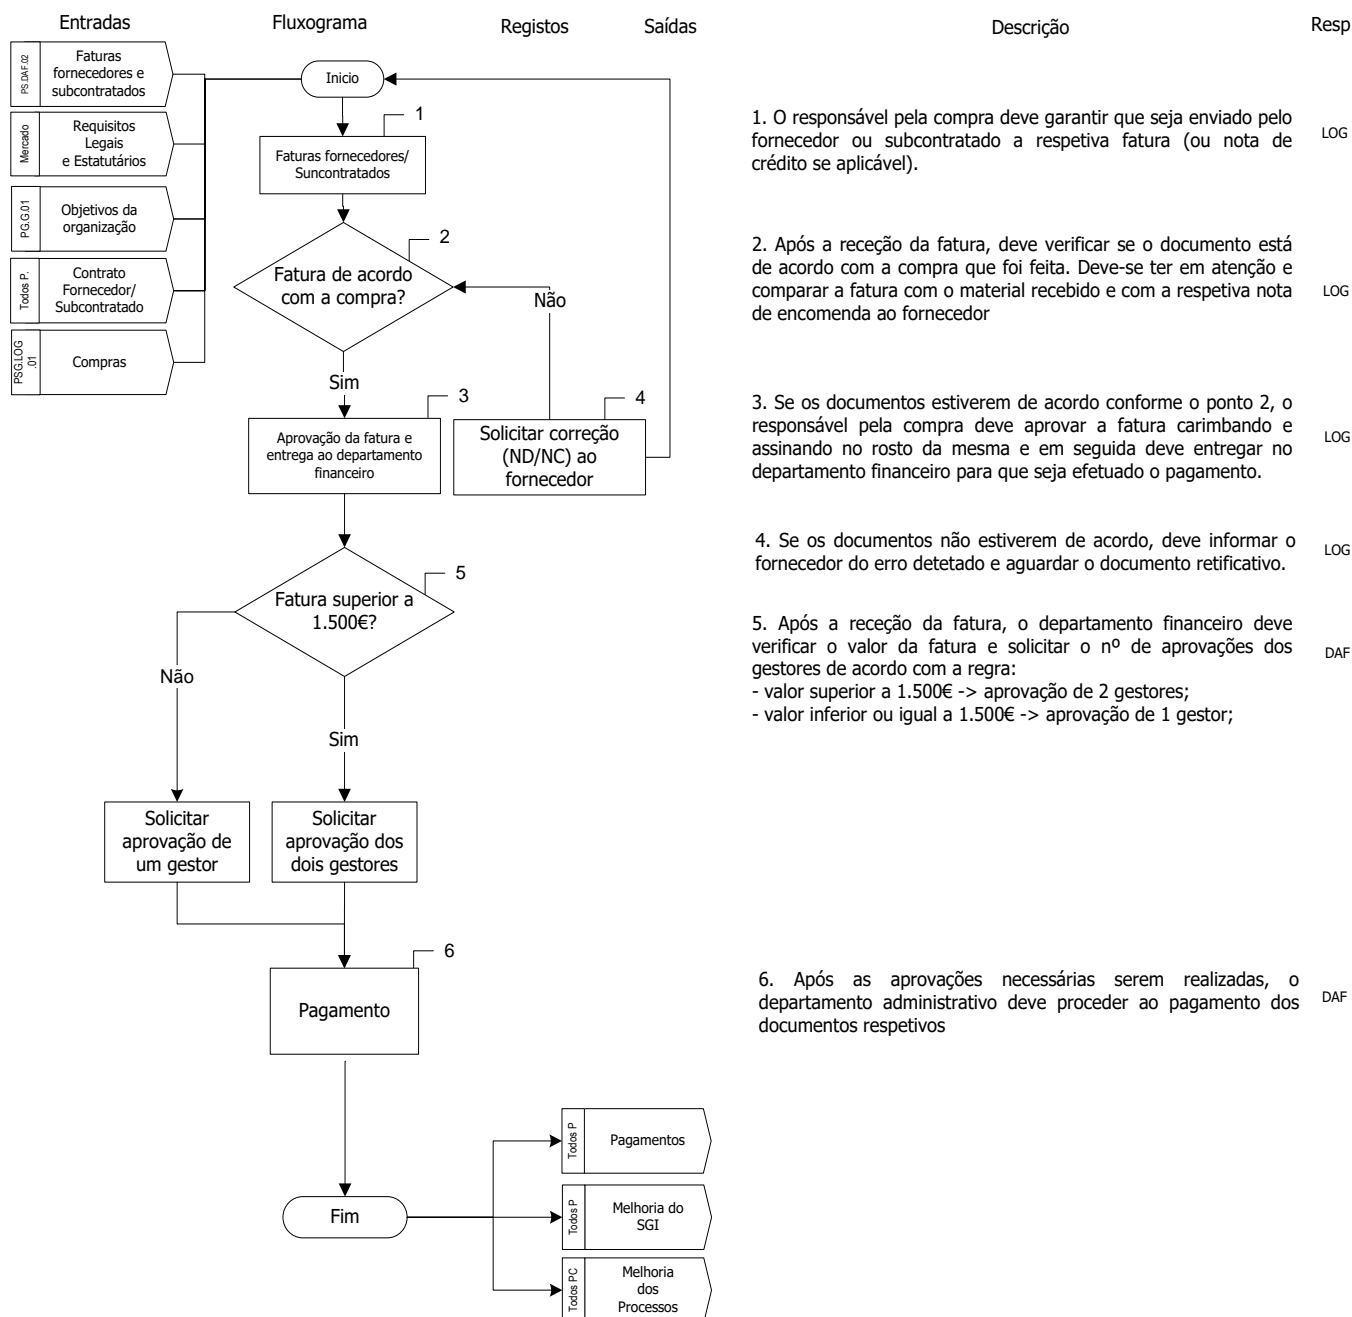 Entradas
Fluxograma
Registos
Saídas
Descrição
Resp
PS.DAF.02
Faturas
fornecedores e
subcontratados
Mercado
Requisitos
Legais
e Estatutários
PG.G.01
Objetivos da
organização
Todos P.
Contrato
Fornecedor/
Subcontratado
PSG.LOG
.01
Compras
Inicio
1
Faturas fornecedores/
Suncontratados
2
Fatura de acordo
com a compra?
Não
Sim
3
Aprovação da fatura e
entrega ao departamento
financeiro
4
Solicitar correção
(ND/NC) ao
fornecedor
5
Fatura superior a
1.500€?
Não
Sim
Solicitar
aprovação de
um gestor
Solicitar
aprovação dos
dois gestores
6
Pagamento
Fim
Todos P
Pagamentos
Todos P
Melhoria do
SGI
Todos PC
Melhoria
dos
Processos
1. O responsável pela compra deve garantir que seja enviado pelo
fornecedor ou subcontratado a respetiva fatura (ou nota de
crédito se aplicável).
LOG
2. Após a receção da fatura, deve verificar se o documento está
de acordo com a compra que foi feita. Deve-se ter em atenção e
comparar a fatura com o material recebido e com a respetiva nota
de encomenda ao fornecedor
LOG
3. Se os documentos estiverem de acordo conforme o ponto 2, o
responsável pela compra deve aprovar a fatura carimbando e
assinando no rosto da mesma e em seguida deve entregar no
departamento financeiro para que seja efetuado o pagamento.
LOG
4. Se os documentos não estiverem de acordo, deve informar o
fornecedor do erro detetado e aguardar o documento retificativo.
LOG
5. Após a receção da fatura, o departamento financeiro deve
verificar o valor da fatura e solicitar o nº de aprovações dos
gestores de acordo com a regra:
- valor superior a 1.500€ -> aprovação de 2 gestores;
- valor inferior ou igual a 1.500€ -> aprovação de 1 gestor;
DAF
6. Após as aprovações necessárias serem realizadas, o
departamento administrativo deve proceder ao pagamento dos
documentos respetivos
DAF